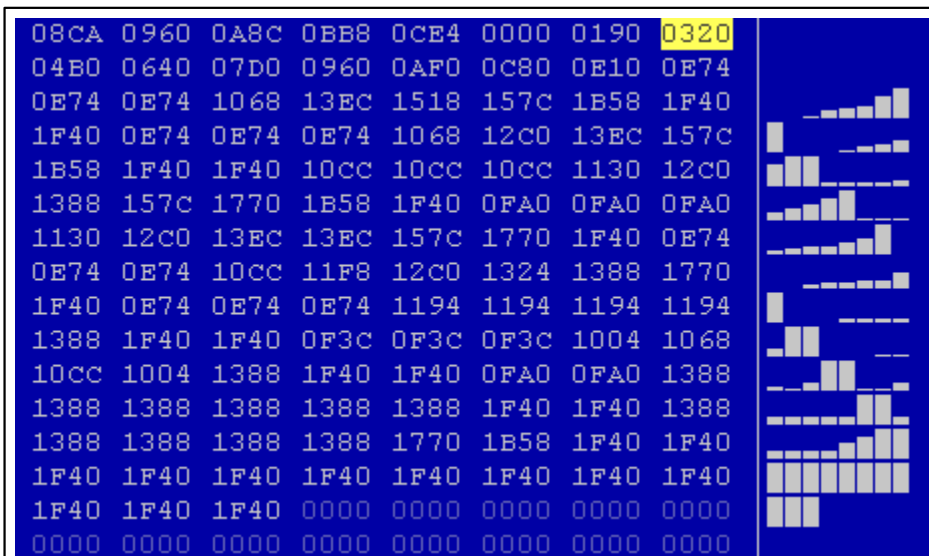 08CA 0960 0A8C 0BB8 0CE4 0000 0190 0320
04B0 0640 07D0 0960 0AF0 0C80 0E10 0E74
0E74 0E74 1068 13EC 1518 157C 1B58 1F40
1F40 0E74 0E74 0E74 1068 12C0 13EC 157C
1B58 1F40 1F40 10CC 10CC 10CC 1130 12C0
1388 157C 1770 1B58 1F40 0FA0 0FA0 0FA0
1130 12C0 13EC 13EC 157C 1770 1F40 0E74
0E74 0E74 10CC 11F8 12C0 1324 1388 1770
1F40 0E74 0E74 0E74 1194 1194 1194 1194
1388 1F40 1F40 0F3C 0F3C 0F3C 1004 1068
10CC 1004 1388 1F40 1F40 0FA0 0FA0 1388
1388 1388 1388 1388 1388 1F40 1F40 1388
1388 1388 1388 1388 1770 1B58 1F40 1F40
1F40 1F40 1F40 1F40 1F40 1F40 1F40 1F40
1F40 1F40 1F40 0000 0000 0000 0000 0000
0000 0000 0000 0000 0000 0000 0000 0000